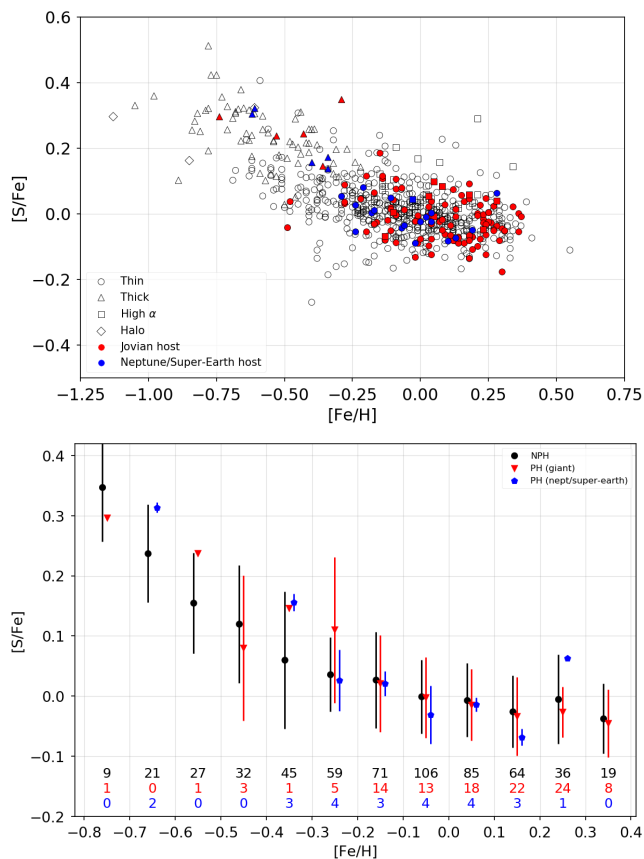 0.6
0.4
0.2
0.0
−0.2
−0.4
[S/Fe]
Thin
Thick
High α
Halo
Jovian host
Neptune/Super-Earth host
−1.25 −1.00 −0.75 −0.50 −0.25 0.00 0.25 0.50 0.75
[Fe/H]
0.4
0.3
0.2
0.1
0.0
−0.1
−0.2
[S/Fe]
NPH
PH (giant)
PH (nept/super-earth)
9 21 27 32 45 59 71 106 85 64 36 19
1 0 1 3 1 5 14 13 18 22 24 8
0 2 0 0 3 4 3 4 4 3 1 0
−0.8 −0.7 −0.6 −0.5 −0.4 −0.3 −0.2 −0.1 0.0 0.1 0.2 0.3 0.4
[Fe/H]